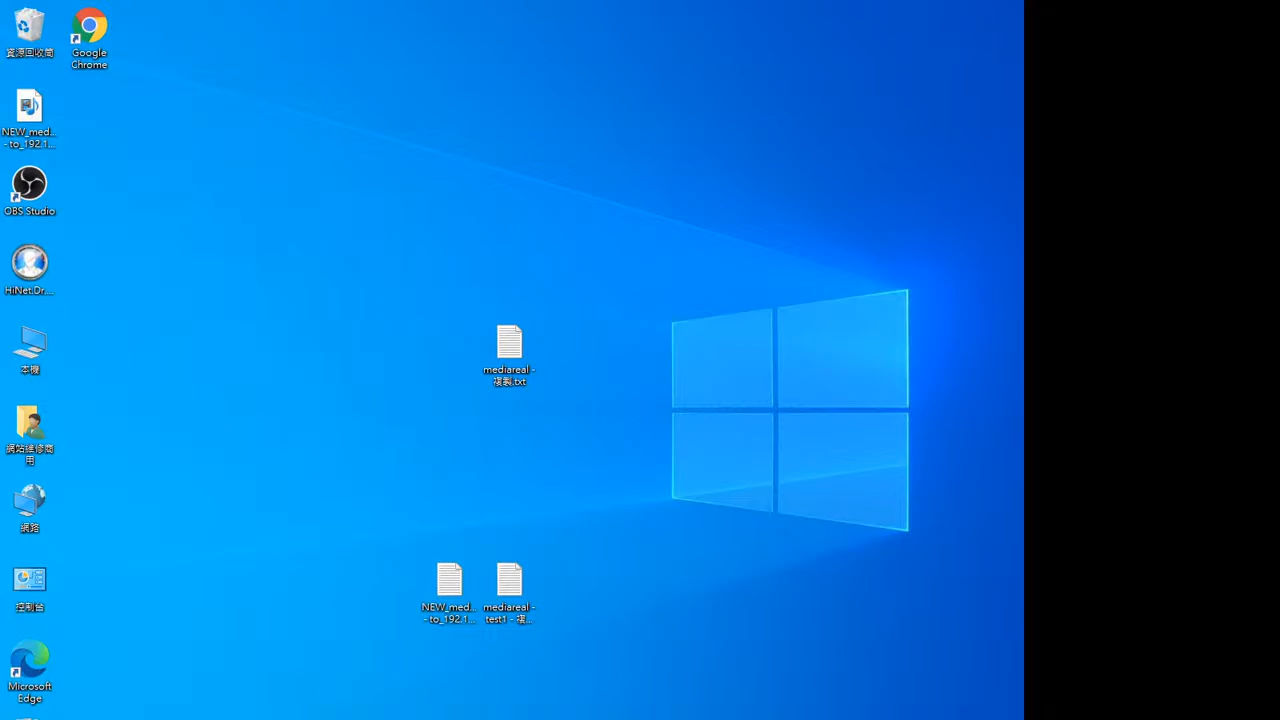 資源回收筒
Google
Chrome
NEW_med...
- to_192.1...
OBS Studio
HiNet.Dr....
本機
網站維修商
用
網路
控制台
Microsoft
Edge
mediareal -
複製.txt
NEW_med...
- to_192.1...
mediareal -
test1 - 複...